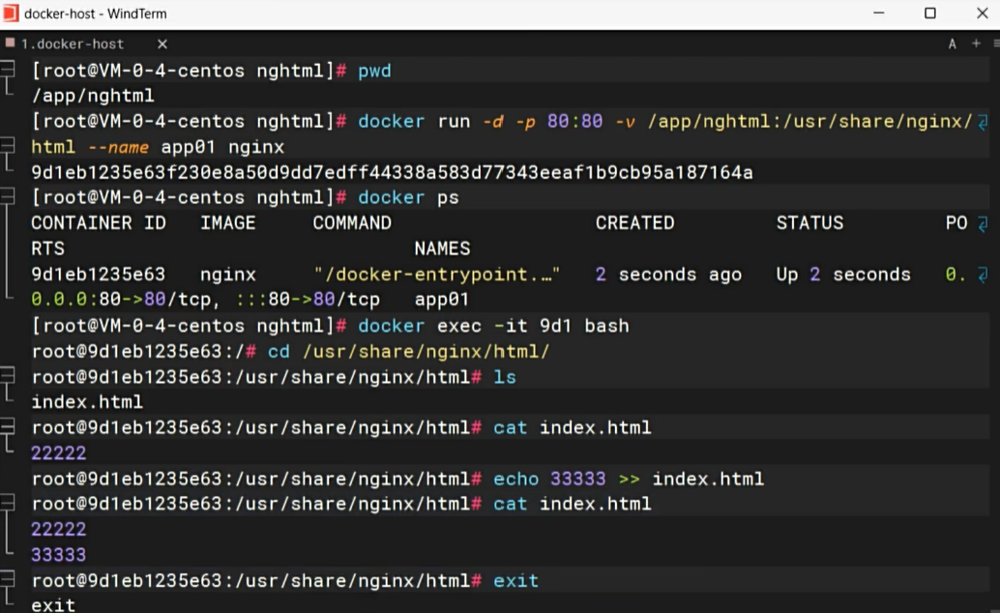 docker-host - WindTerm
1.docker-host
A
[root@VM-0-4-centos nghtml]# pwd
/app/nghtml
[root@VM-0-4-centos nghtml]# docker run -d -p 80:80 -v /app/nghtml:/usr/share/nginx/
html --name app01 nginx
9d1eb1235e63f230e8a50d9dd7edff44338a583d77343eeaf1b9cb95a187164a
[root@VM-0-4-centos nghtml]# docker ps
CONTAINER ID   IMAGE     COMMAND                  CREATED         STATUS         PO
RTS                               NAMES
9d1eb1235e63   nginx     "/docker-entrypoint.…"   2 seconds ago   Up 2 seconds   0.
0.0.0:80->80/tcp, :::80->80/tcp   app01
[root@VM-0-4-centos nghtml]# docker exec -it 9d1 bash
root@9d1eb1235e63:/# cd /usr/share/nginx/html/
root@9d1eb1235e63:/usr/share/nginx/html# ls
index.html
root@9d1eb1235e63:/usr/share/nginx/html# cat index.html
22222
root@9d1eb1235e63:/usr/share/nginx/html# echo 33333 >> index.html
root@9d1eb1235e63:/usr/share/nginx/html# cat index.html
22222
33333
root@9d1eb1235e63:/usr/share/nginx/html# exit
exit